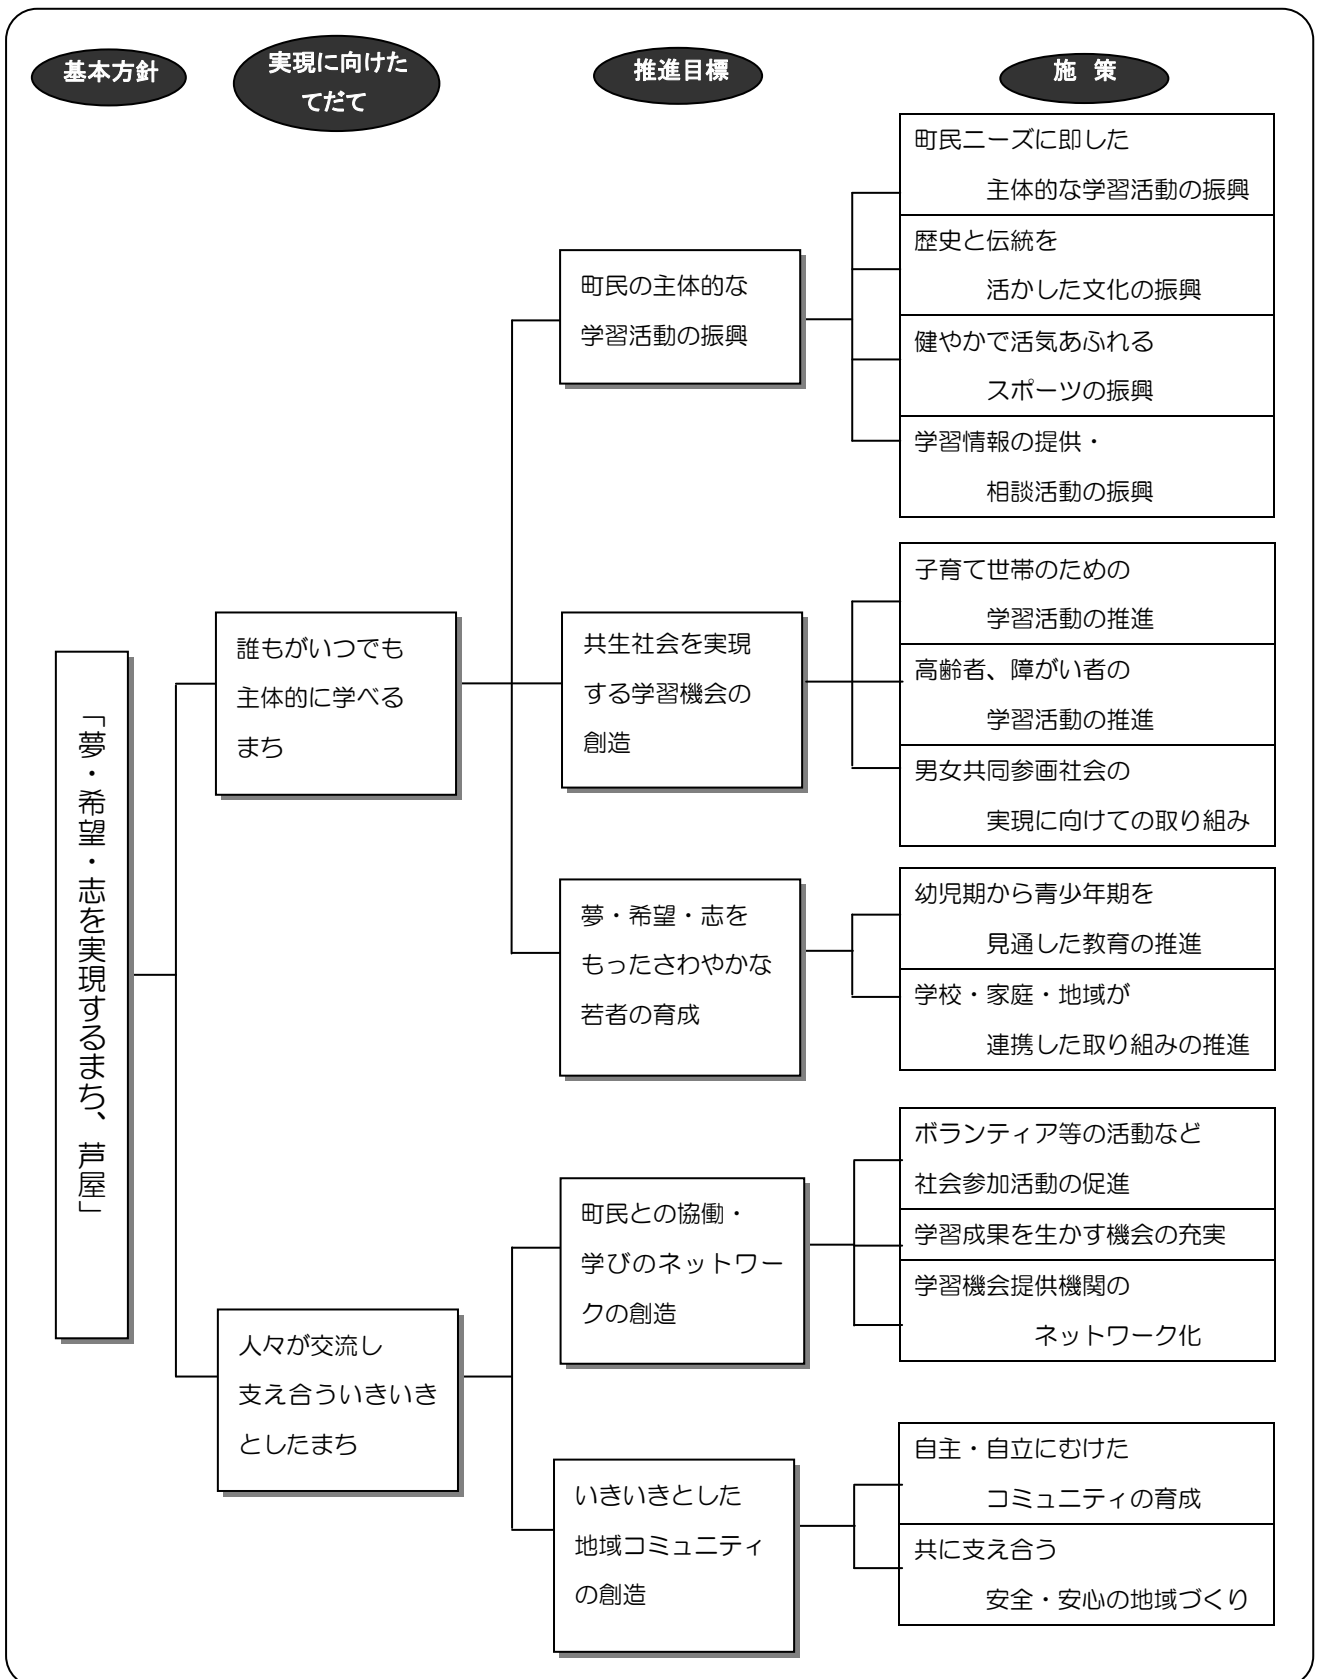 基本方針
実現に向けた
てだて
推進目標
施 策
「夢・希望・志を実現するまち、芦屋」
誰もがいつでも
主体的に学べる
まち
町民の主体的な
学習活動の振興
町民ニーズに即した
主体的な学習活動の振興
歴史と伝統を
活かした文化の振興
健やかで活気あふれる
スポーツの振興
学習情報の提供・
相談活動の振興
共生社会を実現
する学習機会の
創造
子育て世帯のための
学習活動の推進
高齢者、障がい者の
学習活動の推進
男女共同参画社会の
実現に向けての取り組み
夢・希望・志を
もったさわやかな
若者の育成
幼児期から青少年期を
見通した教育の推進
学校・家庭・地域が
連携した取り組みの推進
人々が交流し
支え合ういきいき
としたまち
町民との協働・
学びのネットワー
クの創造
ボランティア等の活動など
社会参加活動の促進
学習成果を生かす機会の充実
学習機会提供機関の
ネットワーク化
いきいきとした
地域コミュニティ
の創造
自主・自立にむけた
コミュニティの育成
共に支え合う
安全・安心の地域づくり